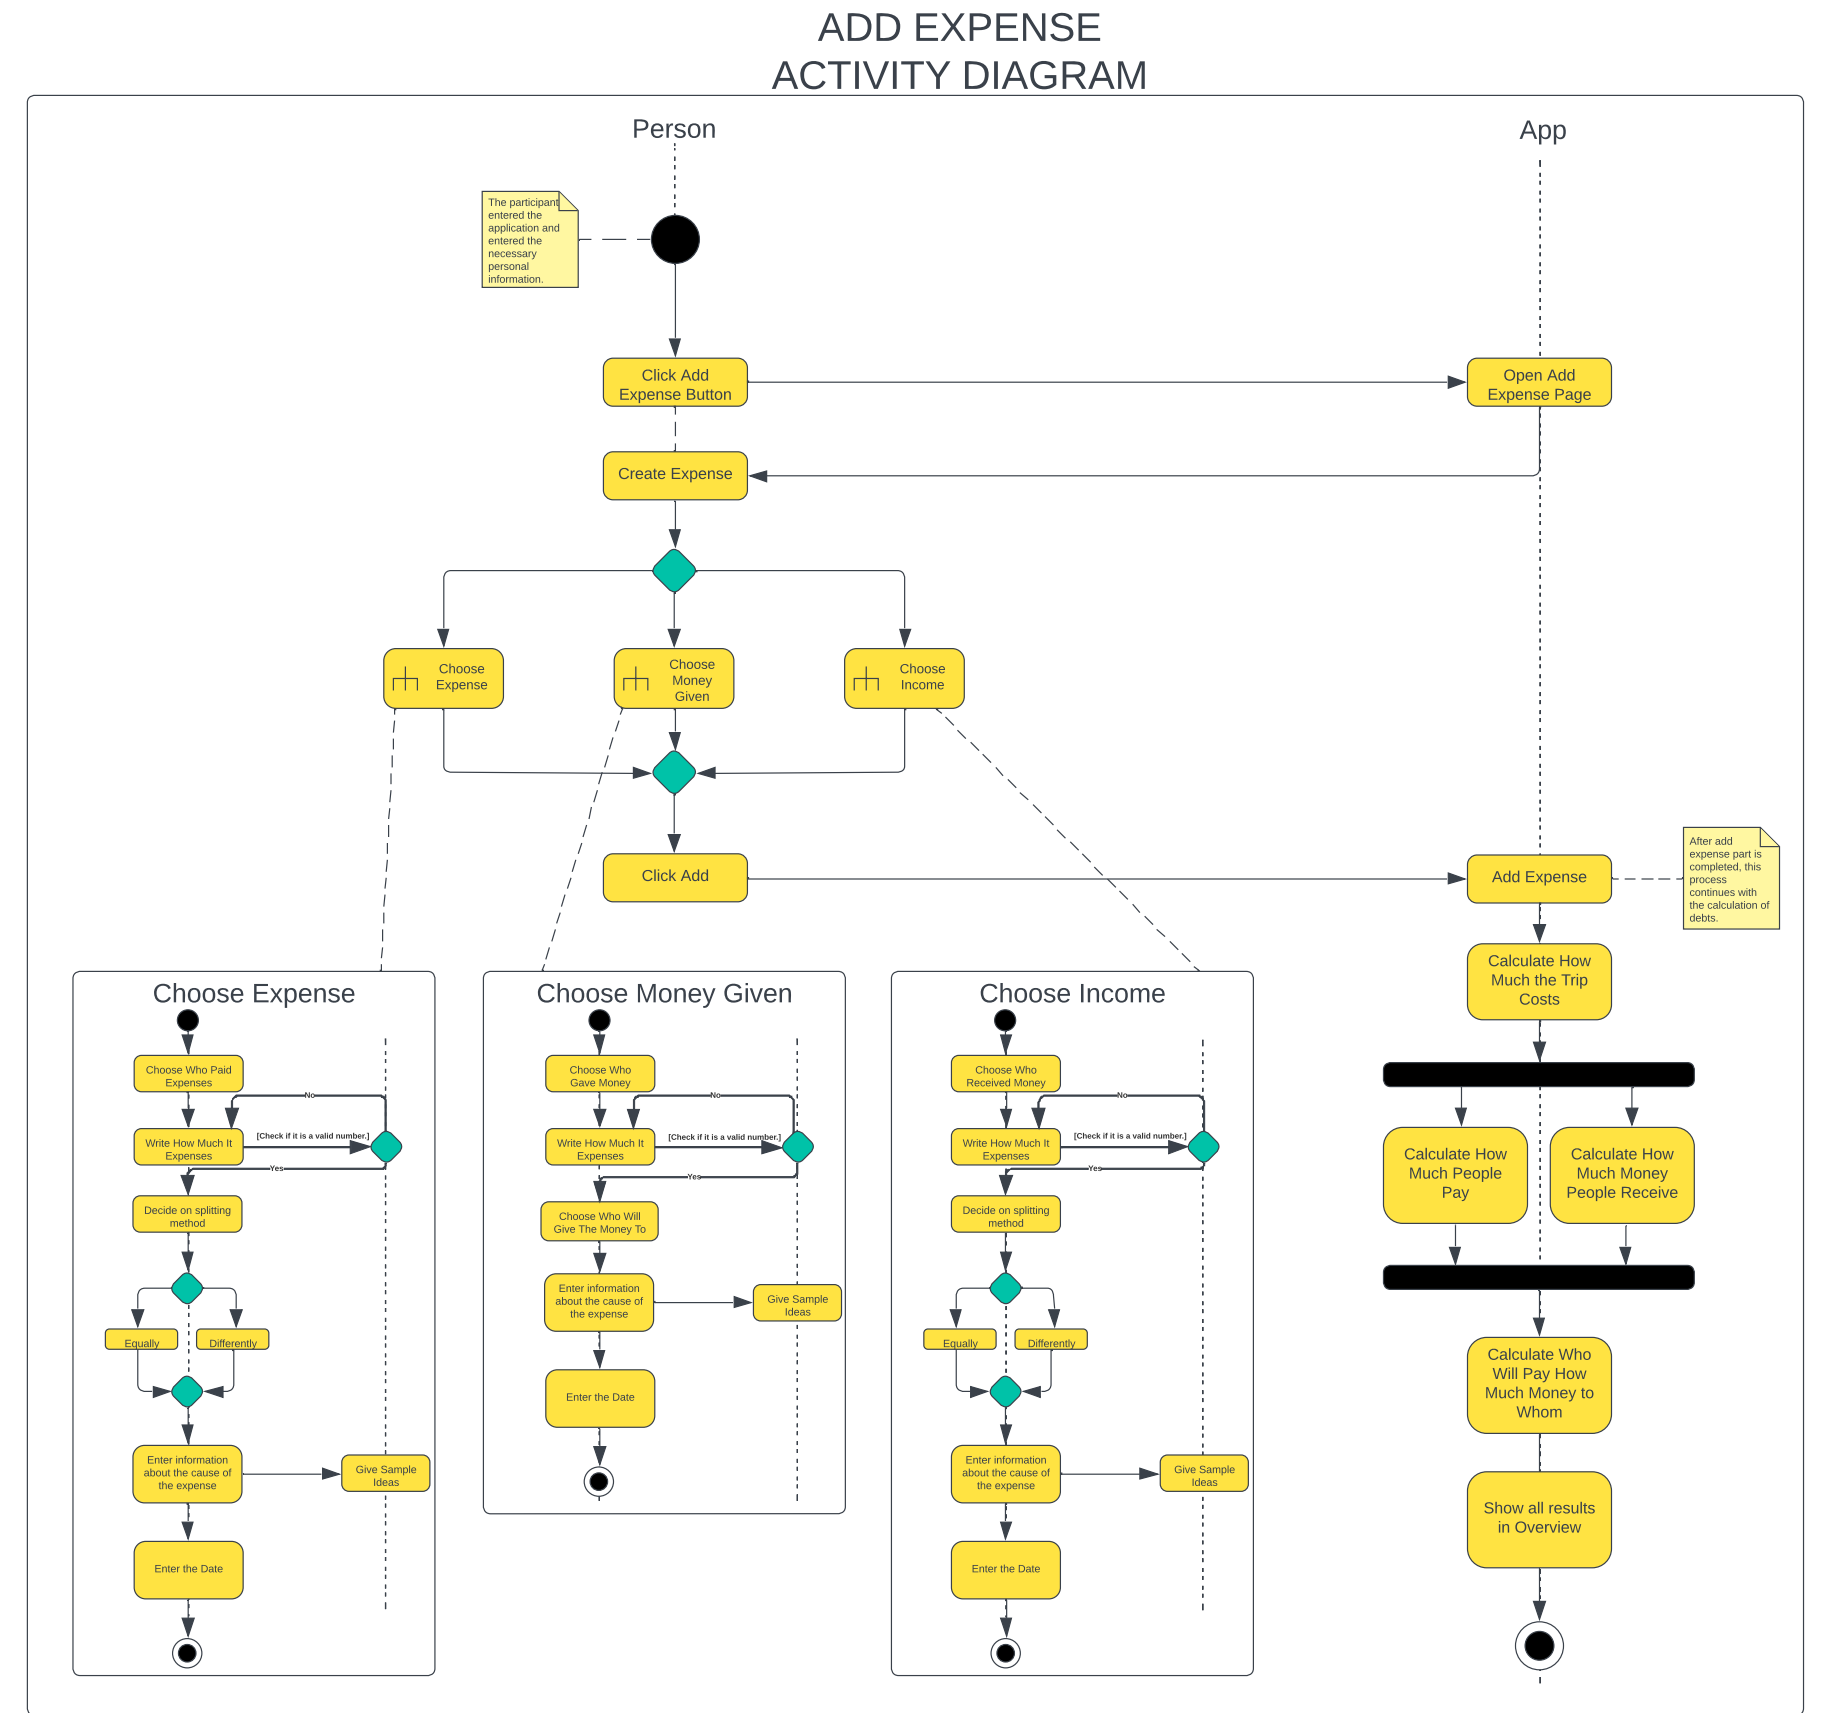 ADD EXPENSE
ACTIVITY DIAGRAM
Person
App
The participant
entered the
application and
entered the
necessary
personal
information.
Click Add
Expense Button
Open Add
Expense Page
Create Expense
Choose
Expense
Choose
Money
Given
Choose
Income
Click Add
Add Expense
After add
expense part is
completed, this
process
continues with
the calculation of
debts.
Calculate How
Much the Trip
Costs
Calculate How
Much People
Pay
Calculate How
Much Money
People Receive
Calculate Who
Will Pay How
Much Money to
Whom
Show all results
in Overview
Choose Expense
Choose Who Paid
Expenses
No
Write How Much It
Expenses
[Check if it is a valid number.]
Yes
Decide on splitting
method
Equally
Differently
Enter information
about the cause of
the expense
Give Sample
Ideas
Enter the Date
Choose Money Given
Choose Who
Gave Money
No
Write How Much It
Expenses
[Check if it is a valid number.]
Yes
Choose Who Will
Give The Money To
Enter information
about the cause of
the expense
Give Sample
Ideas
Enter the Date
Choose Income
Choose Who
Received Money
No
Write How Much It
Expenses
[Check if it is a valid number.]
Yes
Decide on splitting
method
Equally
Differently
Enter information
about the cause of
the expense
Give Sample
Ideas
Enter the Date